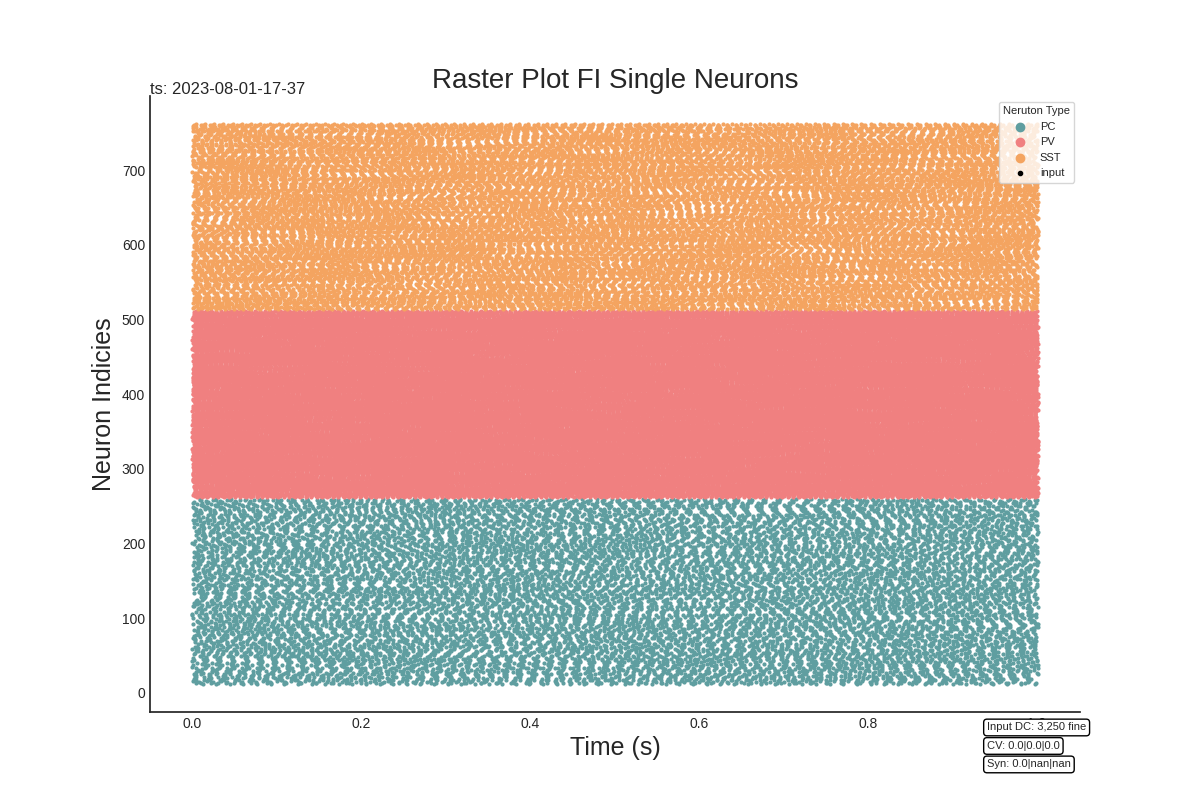 Raster Plot FI Single Neurons
ts: 2023-08-01-17-37
Neruton Type
PC
PV
SST
input
Neuron Indicies
700
600
500
400
300
200
100
0
0.0
0.2
0.4
0.6
0.8
Time (s)
Input DC: 3,250 fine
CV: 0.0|0.0|0.0
Syn: 0.0|nan|nan